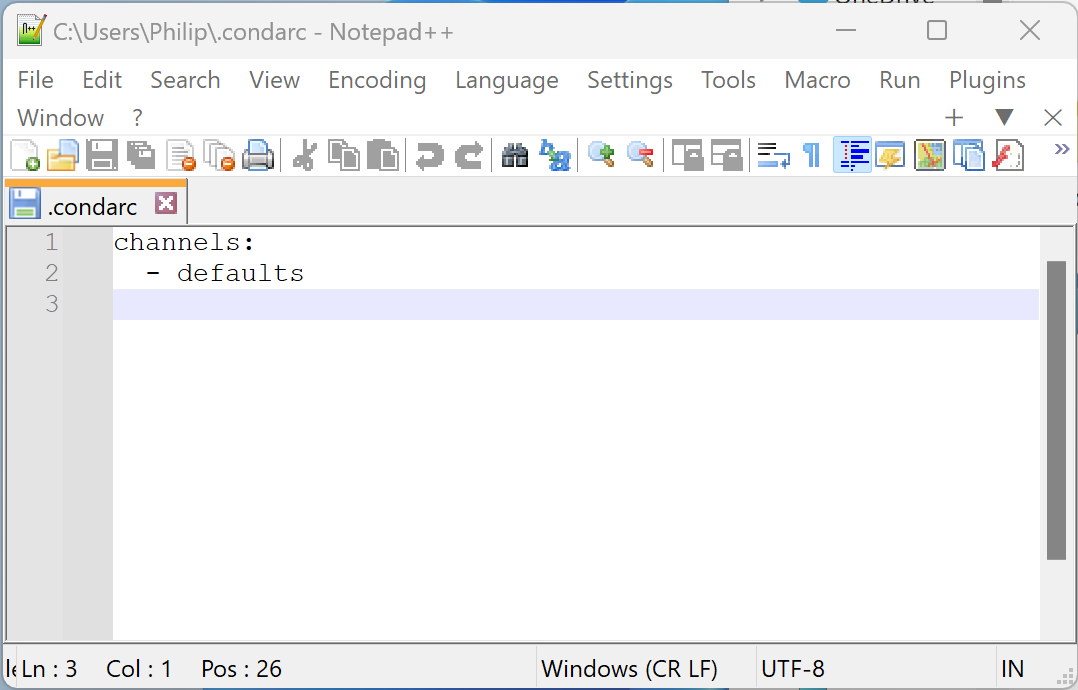 C:\Users\Philip\.condarc - Notepad++
File Edit Search View Encoding Language Settings Tools Macro Run Plugins
Window ?
.condarc
1 channels:
2   - defaults
3
Ln : 3 Col : 1 Pos : 26 Windows (CR LF) UTF-8 IN